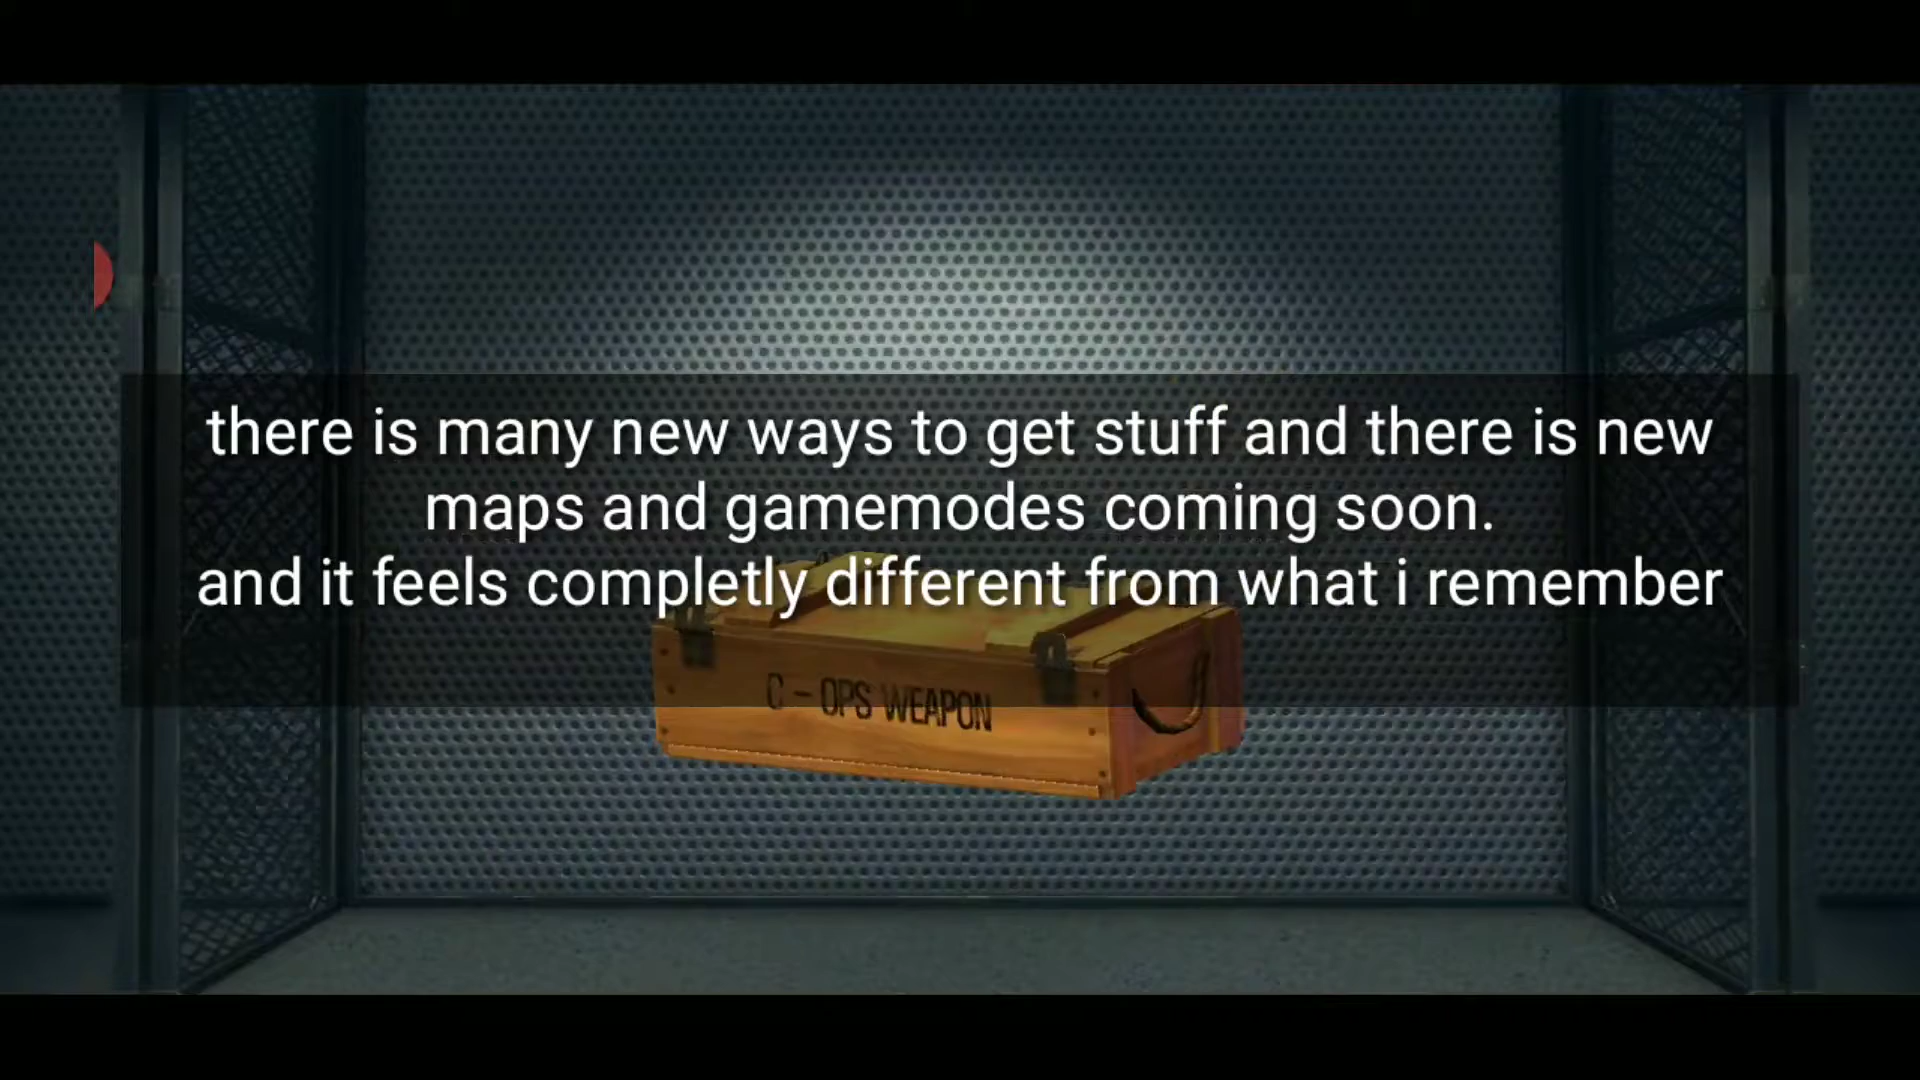 there is many new ways to get stuff and there is new
maps and gamemodes coming soon.
and it feels completly different from what i remember
C - OPS WEAPON